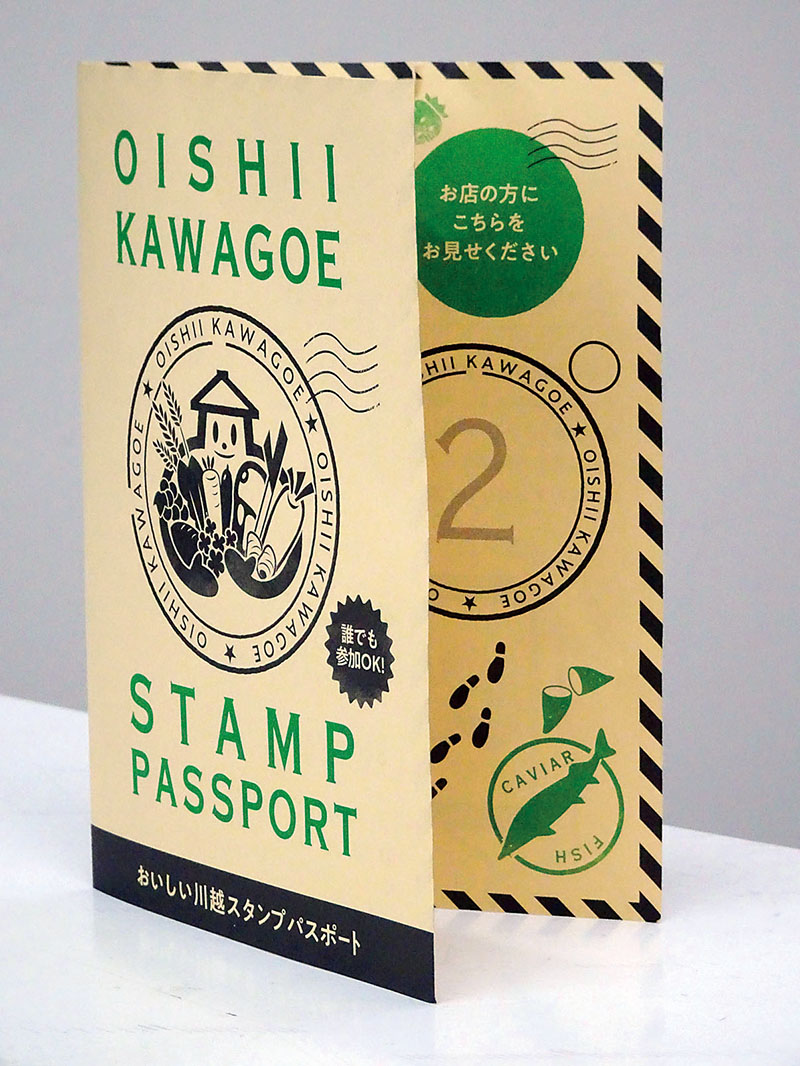 OISHII
KAWAGOE
OISHII KAWAGOE
★
OISHII KAWAGOE
★
OISHII KAWAGOE
★
誰でも
参加OK!
STAMP
PASSPORT
おいしい川越スタンプパスポート
お店の方に
こちらを
お見せください
KAWAGOE
★
OISHII KAWAGOE
★
2
CAVIAR
FISH